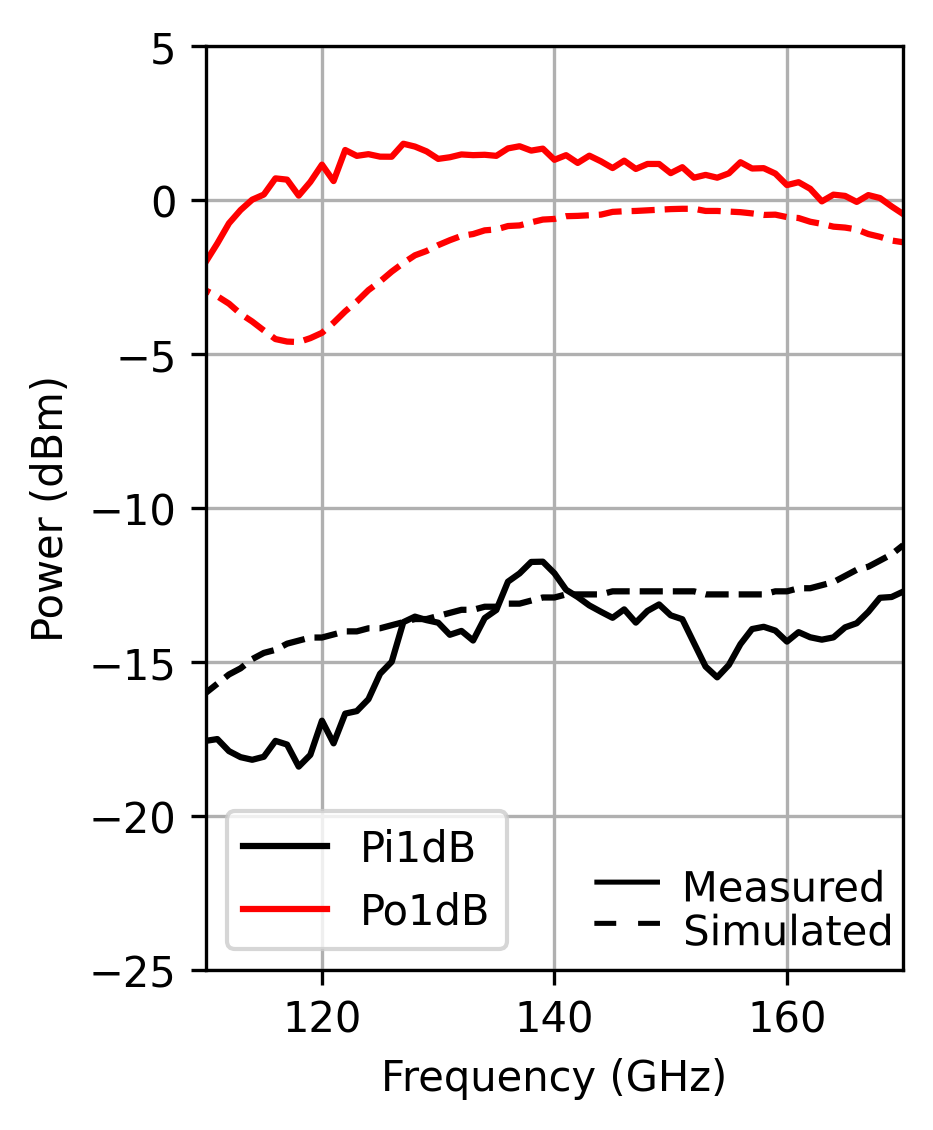 5
0
−5
−10
−15
−20
−25
Power (dBm)
Pi1dB
Po1dB
Measured
Simulated
120 140 160
Frequency (GHz)